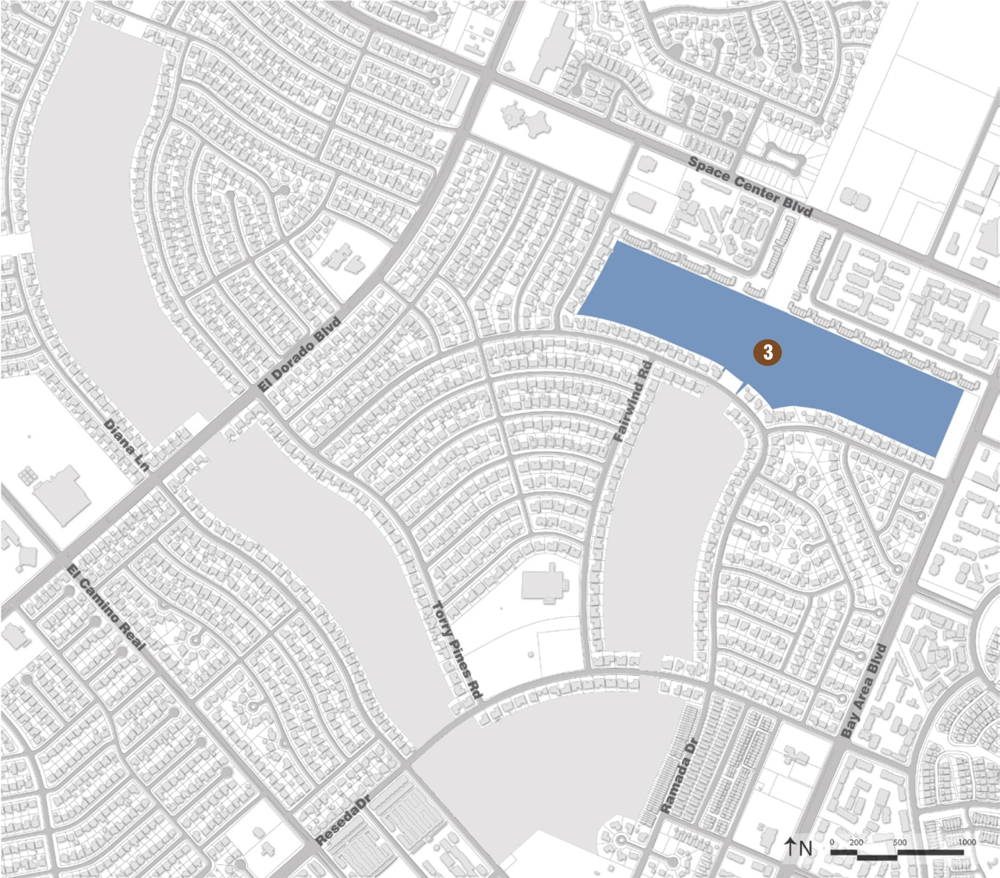 Space Center Blvd
El Dorado Blvd
3
Fairwind Rd
Diana Ln
El Camino Real
Torry Pines Rd
Bay Area Blvd
Ramada Dr
ResedaDr
N
0 200 500 1000